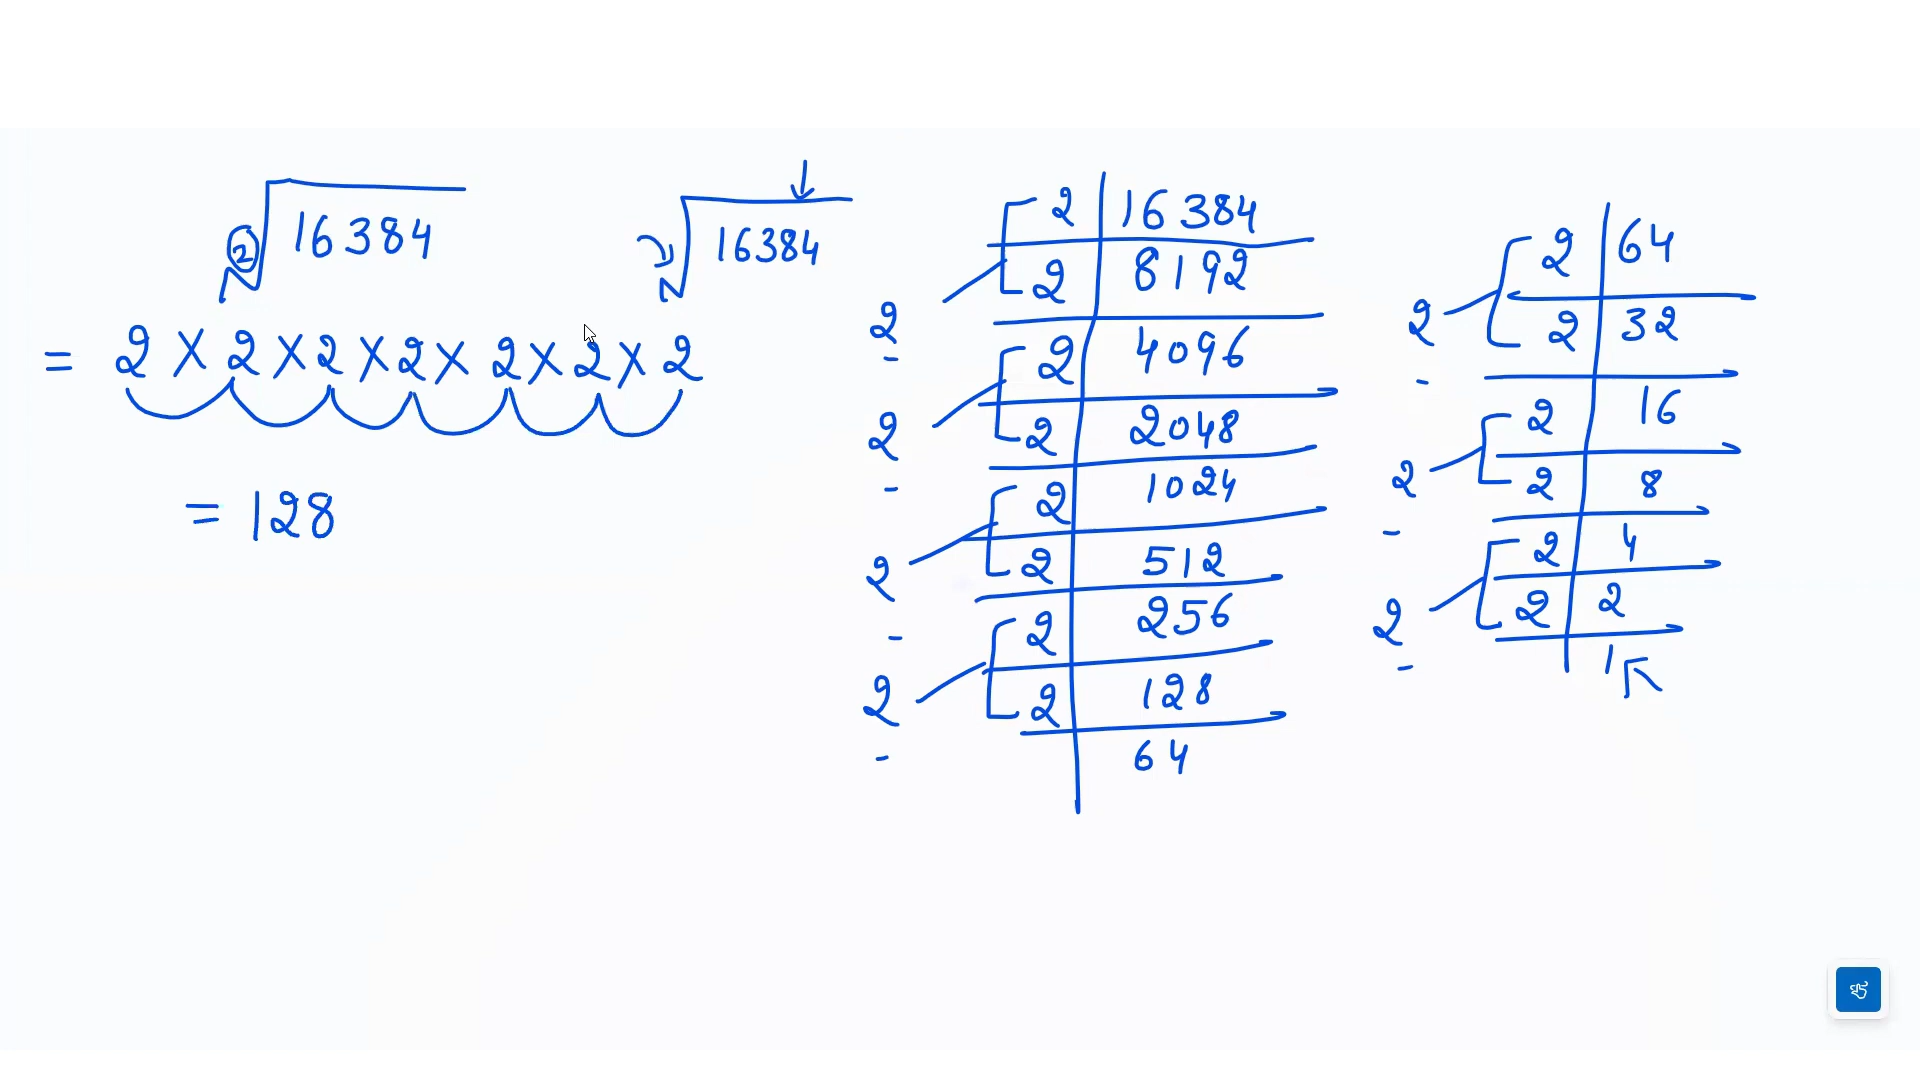 ²√16384
√16384
= 2 × 2 × 2 × 2 × 2 × 2 × 2
= 128
2 | 16384
2 | 8192
2
2 | 4096
2 | 2048
2
2 | 1024
2 | 512
2
2 | 256
2 | 128
2
64
2 | 64
2 | 32
2
2 | 16
2 | 8
2
2 | 4
2 | 2
2
1